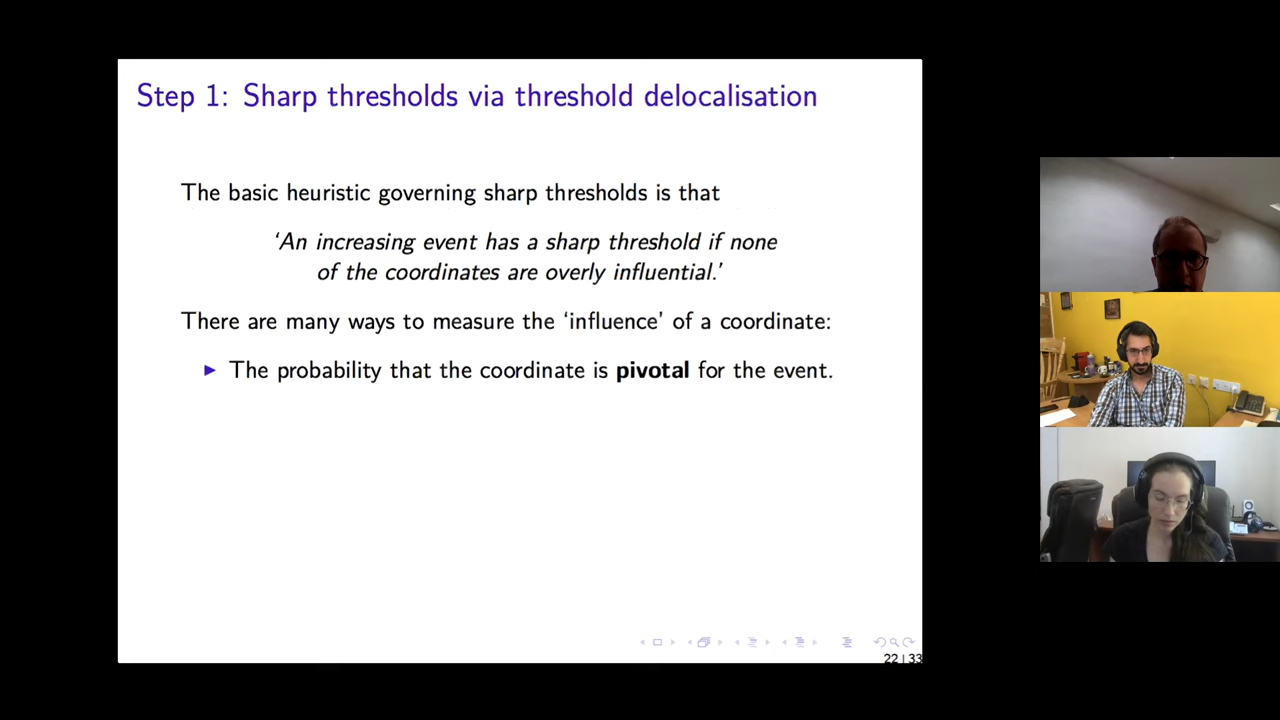 Step 1: Sharp thresholds via threshold delocalisation
The basic heuristic governing sharp thresholds is that
‘An increasing event has a sharp threshold if none
of the coordinates are overly influential.’
There are many ways to measure the ‘influence’ of a coordinate:
▶ The probability that the coordinate is pivotal for the event.
22 | 33